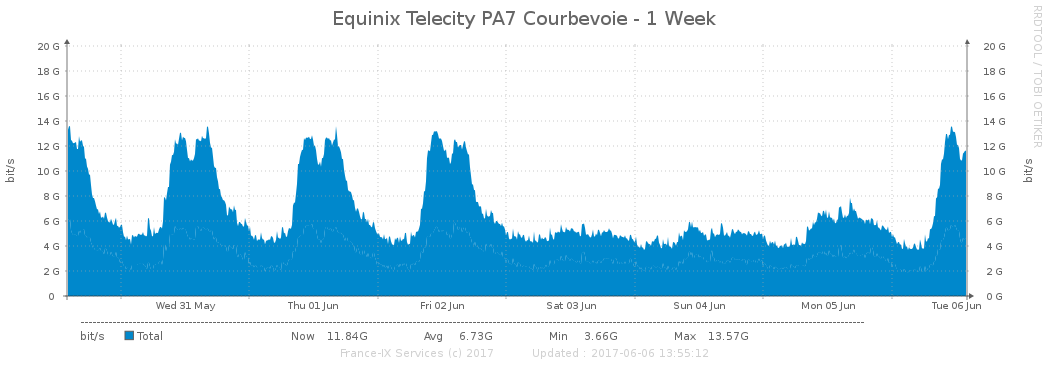 Equinix Telecity PA7 Courbevoie - 1 Week
RRDTOOL / TOBI OETIKER
20 G 20 G
18 G 18 G
16 G 16 G
14 G 14 G
12 G 12 G
10 G 10 G
8 G 8 G
6 G 6 G
4 G 4 G
2 G 2 G
0 0 G
bit/s bit/s
Wed 31 May Thu 01 Jun Fri 02 Jun Sat 03 Jun Sun 04 Jun Mon 05 Jun Tue 06 Jun
bit/s Total Now 11.84G Avg 6.73G Min 3.66G Max 13.57G
France-IX Services (c) 2017 Updated : 2017-06-06 13:55:12